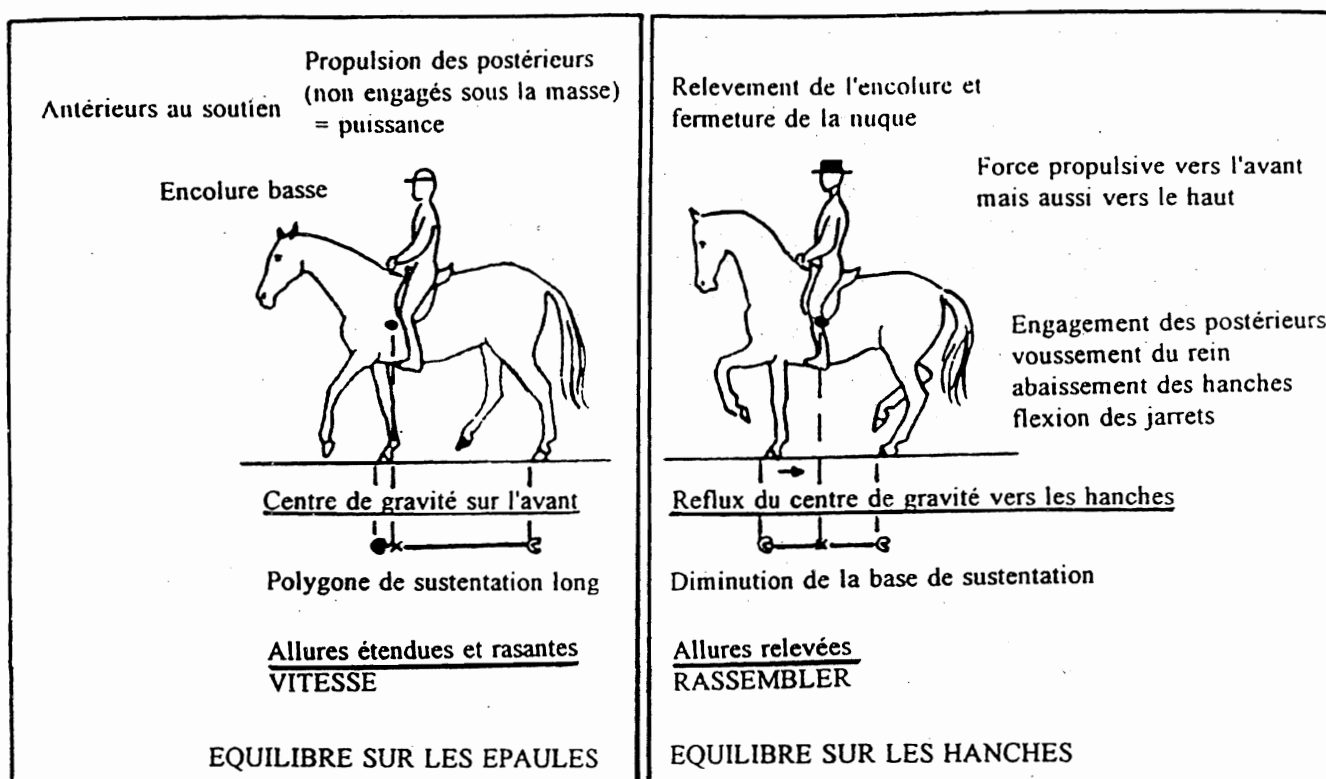 Propulsion des postérieurs
(non engagés sous la masse)
= puissance
Antérieurs au soutien
Encolure basse
Centre de gravité sur l'avant
Polygone de sustentation long
Allures étendues et rasantes
VITESSE
EQUILIBRE SUR LES EPAULES
Relevement de l'encolure et
fermeture de la nuque
Force propulsive vers l'avant
mais aussi vers le haut
Engagement des postérieurs
voussement du rein
abaissement des hanches
flexion des jarrets
Reflux du centre de gravité vers les hanches
Diminution de la base de sustentation
Allures relevées
RASSEMBLER
EQUILIBRE SUR LES HANCHES